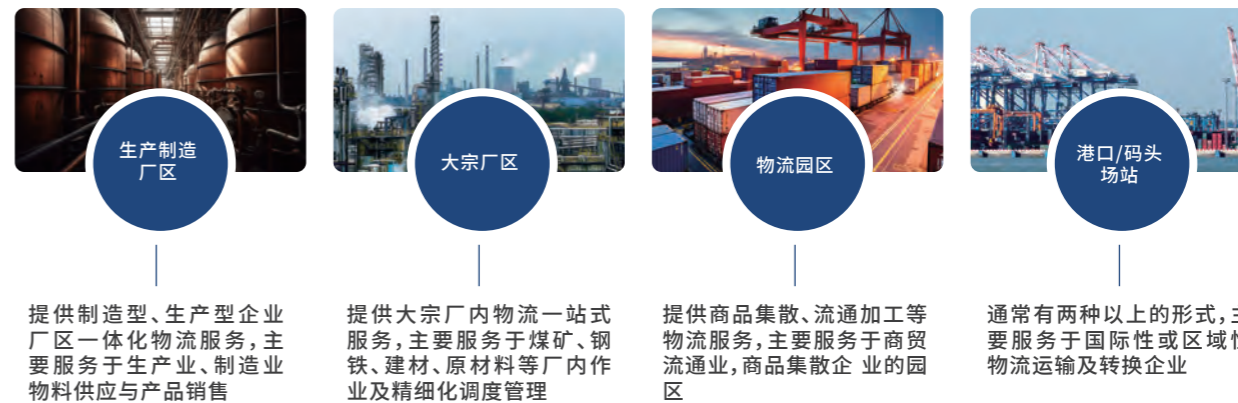 生产制造
厂区
大宗厂区
物流园区
港口/码头
场站
提供制造型、生产型企业
厂区一体化物流服务,主
要服务于生产业、制造业
物料供应与产品销售
提供大宗厂内物流一站式
服务,主要服务于煤矿、钢
铁、建材、原材料等厂内作
业及精细化调度管理
提供商品集散、流通加工等
物流服务,主要服务于商贸
流通业,商品集散企 业的园
区
通常有两种以上的形式,主
要服务于国际性或区域性
物流运输及转换企业